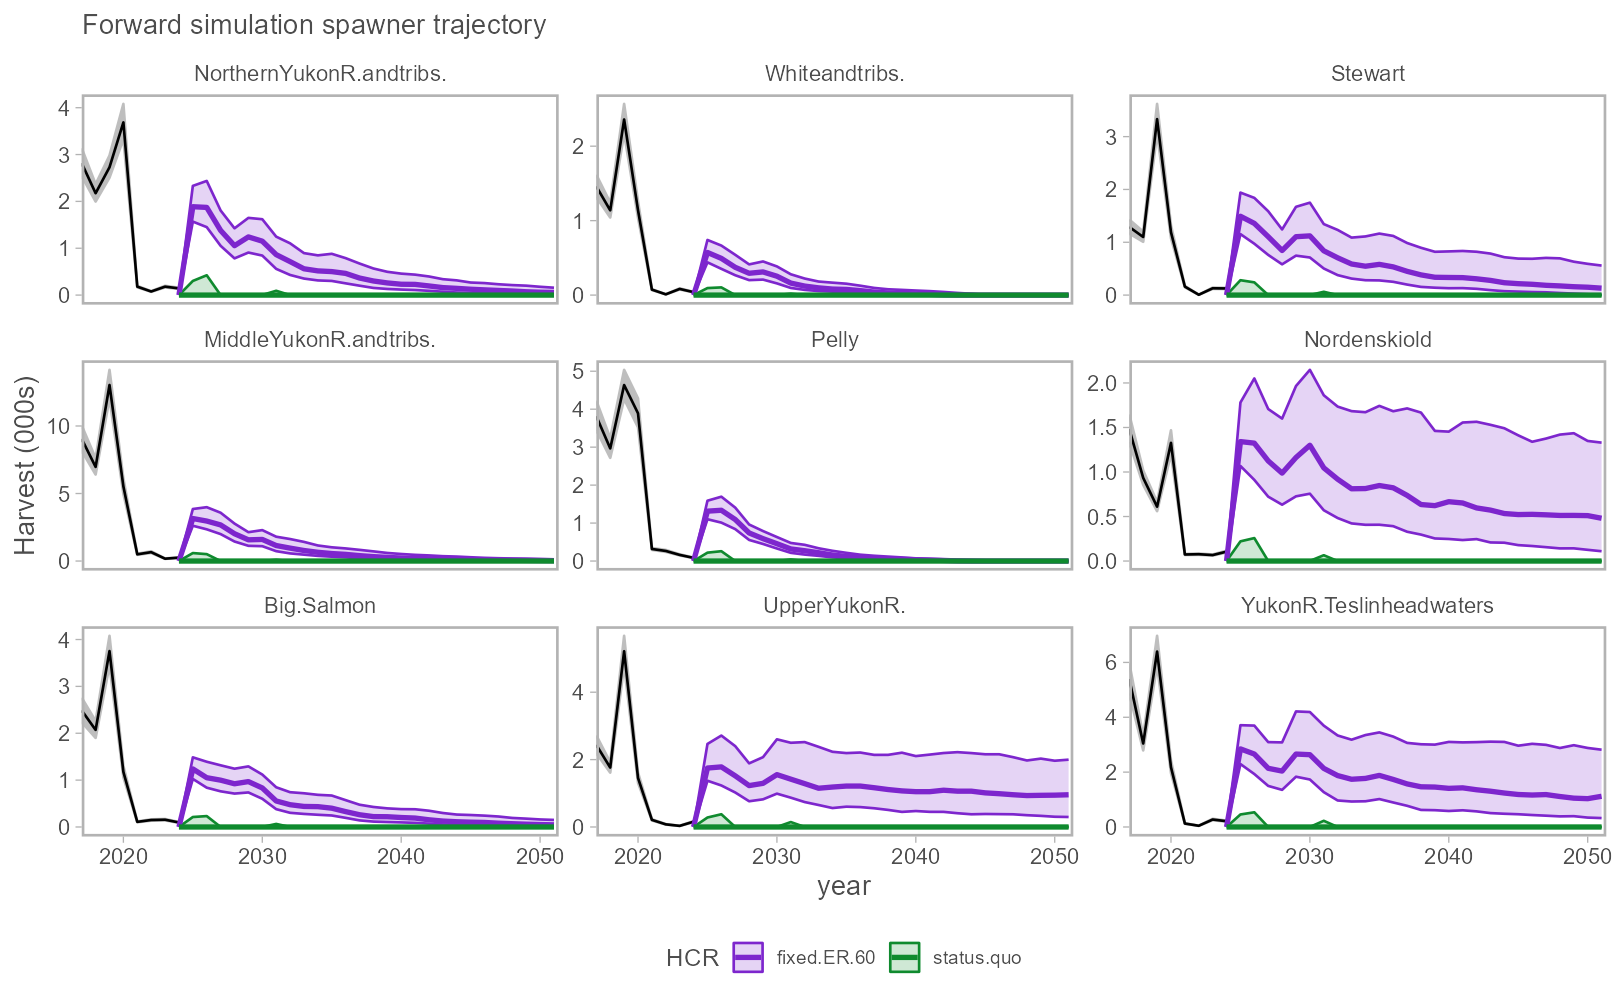 Forward simulation spawner trajectory
NorthernYukonR.andtribs.
Whiteandtribs.
Stewart
4
3
2
1
0
2
1
0
3
2
1
0
MiddleYukonR.andtribs.
Pelly
Nordenskiold
Harvest (000s)
10
5
0
5
4
3
2
1
0
2.0
1.5
1.0
0.5
0.0
Big.Salmon
UpperYukonR.
YukonR.Teslinheadwaters
4
3
2
1
0
4
2
0
6
4
2
0
2020 2030 2040 2050
2020 2030 2040 2050
2020 2030 2040 2050
year
HCR fixed.ER.60 status.quo